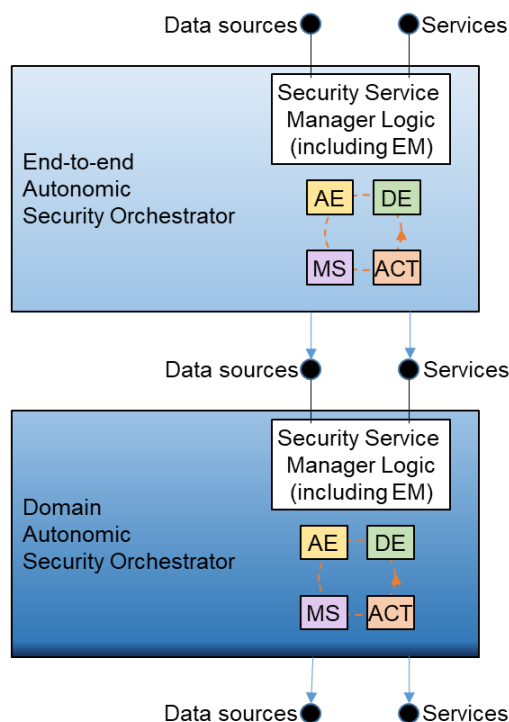 Data sources
Services
Security Service
Manager Logic
(including EM)
End-to-end
Autonomic
Security Orchestrator
AE
DE
MS
ACT
Data sources
Services
Security Service
Manager Logic
(including EM)
Domain
Autonomic
Security Orchestrator
AE
DE
MS
ACT
Data sources
Services